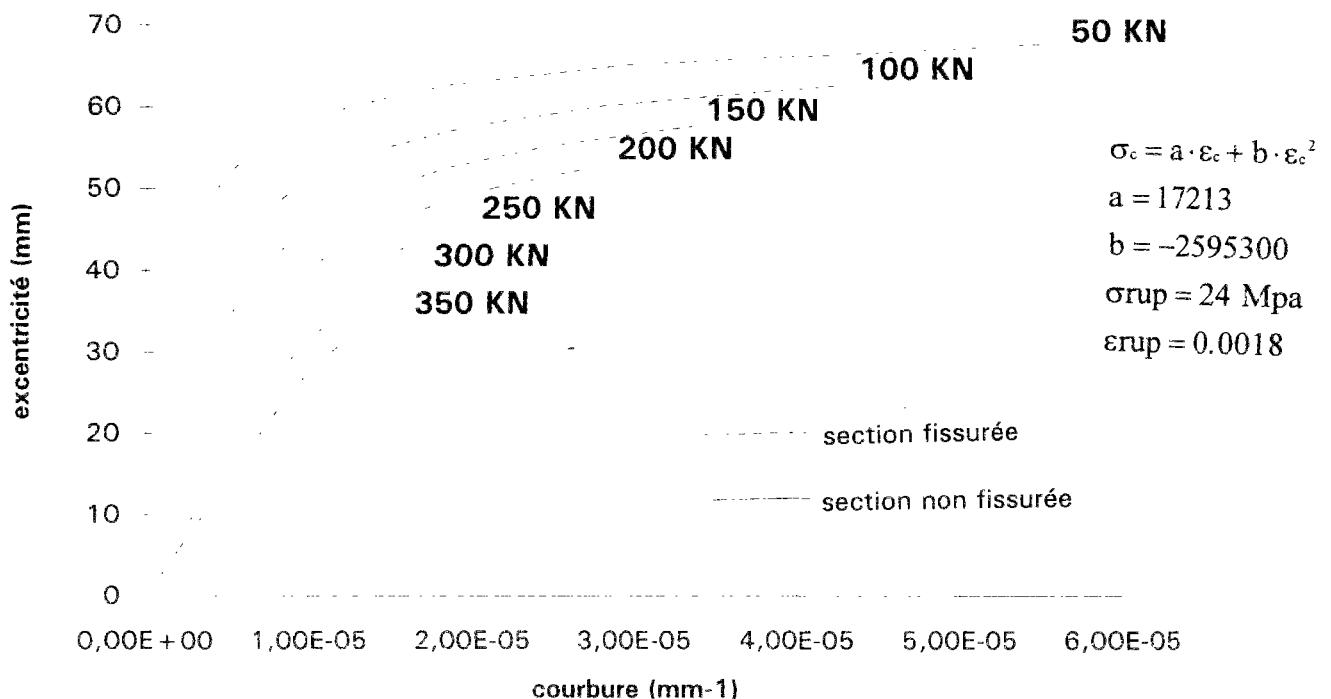 70
60
50
40
30
20
10
0
excentricité (mm)
50 KN
100 KN
150 KN
200 KN
250 KN
300 KN
350 KN
σc = a · εc + b · εc²
a = 17213
b = −2595300
σrup = 24 Mpa
εrup = 0.0018
section fissurée
section non fissurée
0,00E+00 1,00E-05 2,00E-05 3,00E-05 4,00E-05 5,00E-05 6,00E-05
courbure (mm-1)